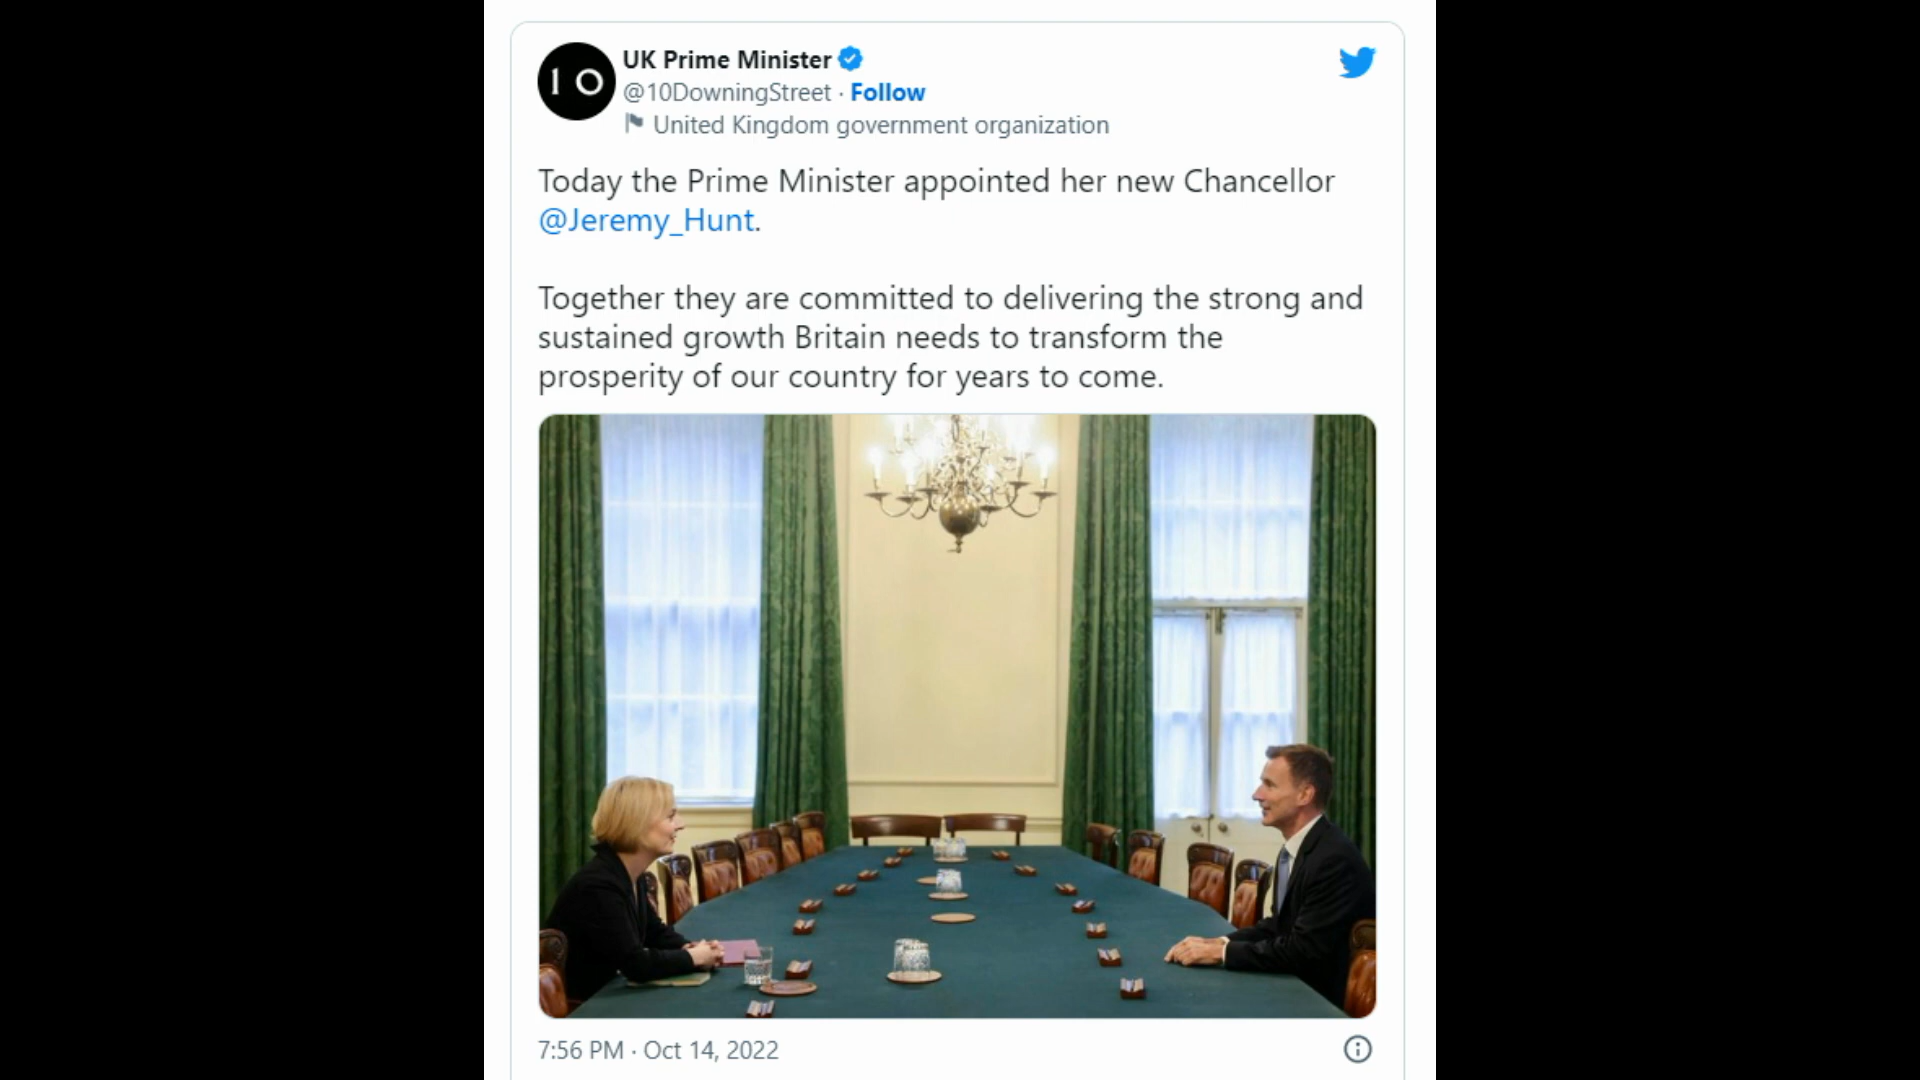 10
UK Prime Minister
@10DowningStreet · Follow
United Kingdom government organization
Today the Prime Minister appointed her new Chancellor
@Jeremy_Hunt.
Together they are committed to delivering the strong and
sustained growth Britain needs to transform the
prosperity of our country for years to come.
7:56 PM · Oct 14, 2022